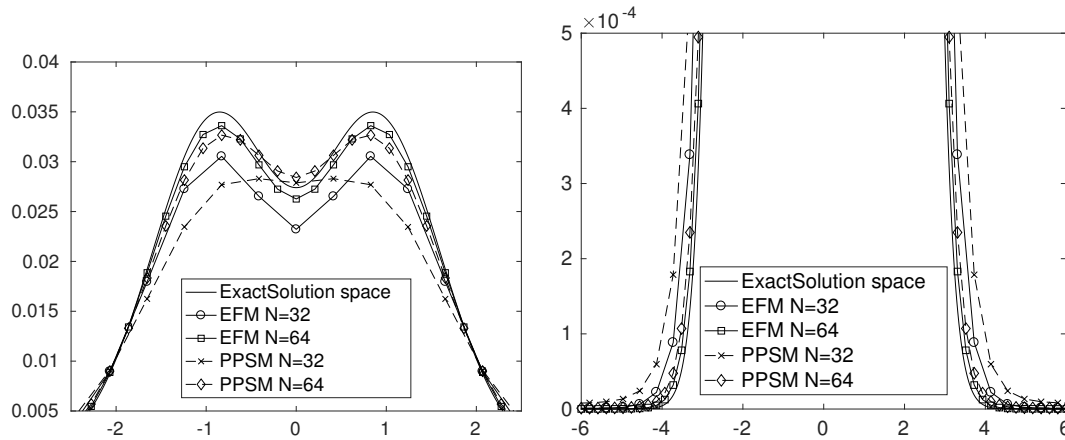 0.04
0.035
0.03
0.025
0.02
0.015
0.01
0.005
-2
-1
0
1
2
ExactSolution space
EFM N=32
EFM N=64
PPSM N=32
PPSM N=64
×10⁻⁴
5
4
3
2
1
0
-6
-4
-2
0
2
4
6
ExactSolution space
EFM N=32
EFM N=64
PPSM N=32
PPSM N=64